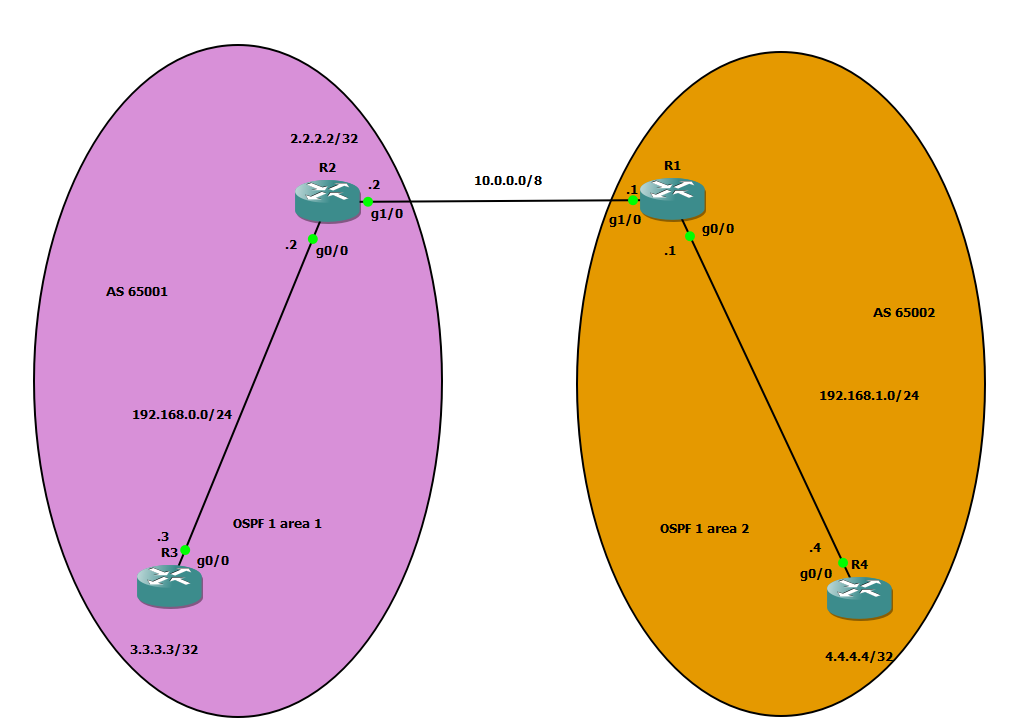 2.2.2.2/32
R2
.2
g1/0
.2
g0/0
10.0.0.0/8
R1
.1
g1/0
g0/0
.1
AS 65001
AS 65002
192.168.0.0/24
192.168.1.0/24
OSPF 1 area 1
OSPF 1 area 2
.3
R3
g0/0
.4
R4
g0/0
3.3.3.3/32
4.4.4.4/32